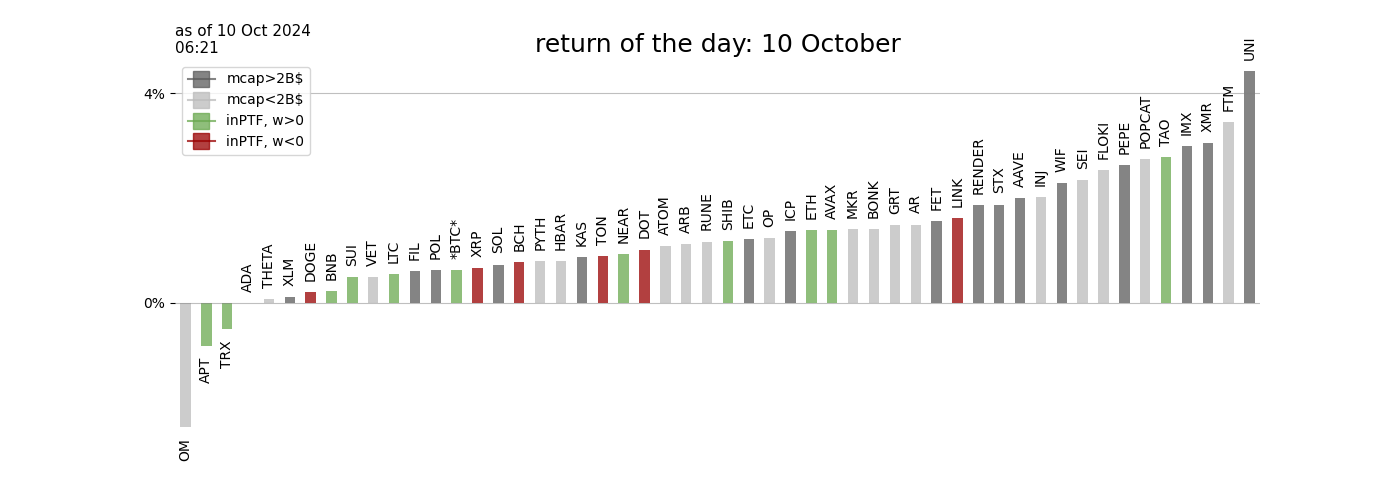 as of 10 Oct 2024
06:21
return of the day: 10 October
mcap>2B$
mcap<2B$
inPTF, w>0
inPTF, w<0
4%
0%
OM
APT
TRX
ADA
THETA
XLM
DOGE
BNB
SUI
VET
LTC
FIL
POL
*BTC*
XRP
SOL
BCH
PYTH
HBAR
KAS
TON
NEAR
DOT
ATOM
ARB
RUNE
SHIB
ETC
OP
ICP
ETH
AVAX
MKR
BONK
GRT
AR
FET
LINK
RENDER
STX
AAVE
INJ
WIF
SEI
FLOKI
PEPE
POPCAT
TAO
IMX
XMR
FTM
UNI